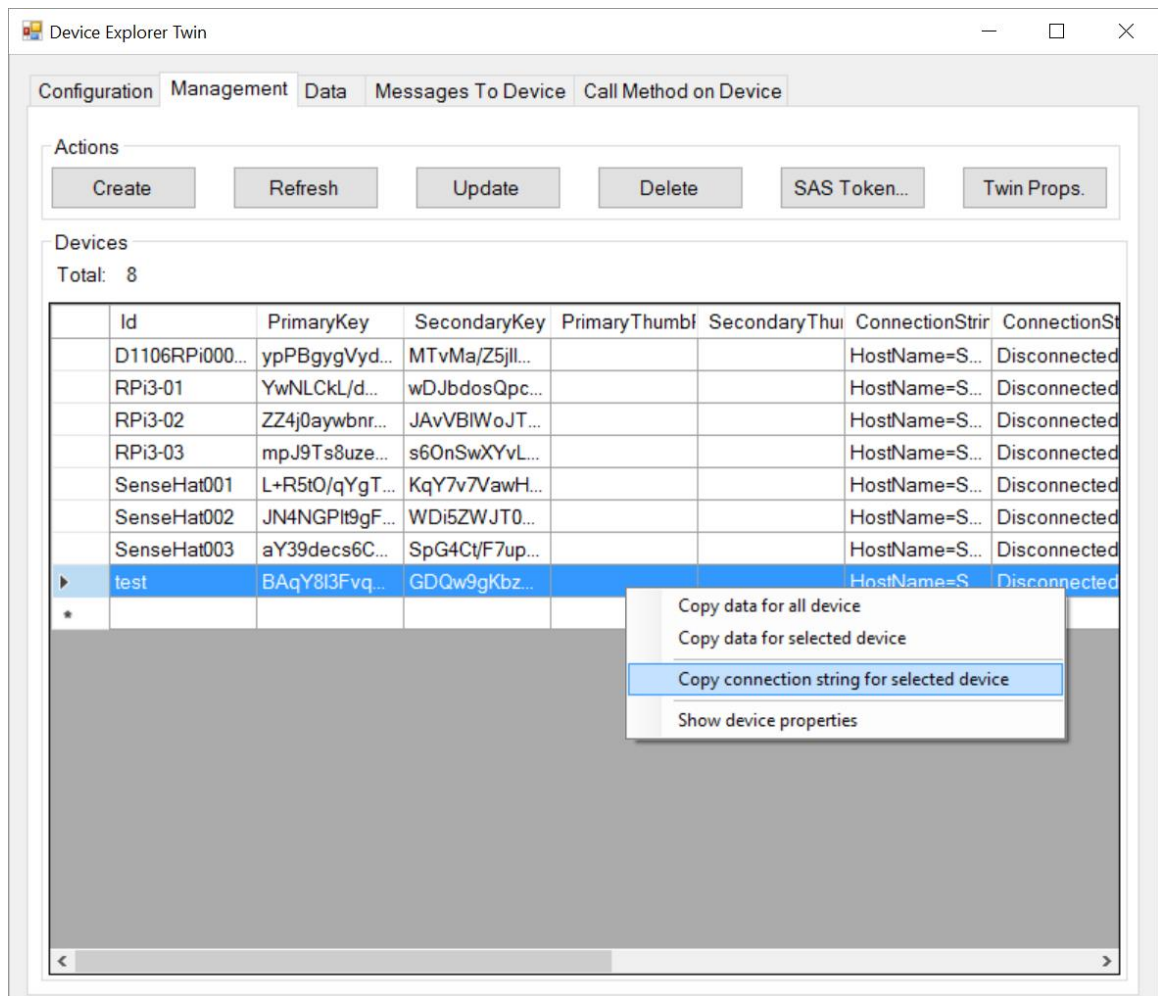 Device Explorer Twin
Configuration Management Data Messages To Device Call Method on Device
Actions
Create Refresh Update Delete SAS Token... Twin Props.
Devices
Total: 8
Id PrimaryKey SecondaryKey PrimaryThumb SecondaryThu ConnectionStrin ConnectionSt
D1106RPi000... ypPBgygVyd... MTvMa/Z5jll... HostName=S... Disconnected
RPi3-01 YwNLCkL/d... wDJbdosQpc... HostName=S... Disconnected
RPi3-02 ZZ4j0aywbnr... JAvVBlWoJT... HostName=S... Disconnected
RPi3-03 mpJ9Ts8uze... s6OnSwXYvL... HostName=S... Disconnected
SenseHat001 L+R5tO/qYgT... KqY7v7VawH... HostName=S... Disconnected
SenseHat002 JN4NGPlt9gF... WDi5ZWJT0... HostName=S... Disconnected
SenseHat003 aY39decs6C... SpG4Ct/F7up... HostName=S... Disconnected
test BAqY8l3Fvq... GDQw9gKbz... HostName=S Disconnected
*
Copy data for all device
Copy data for selected device
Copy connection string for selected device
Show device properties